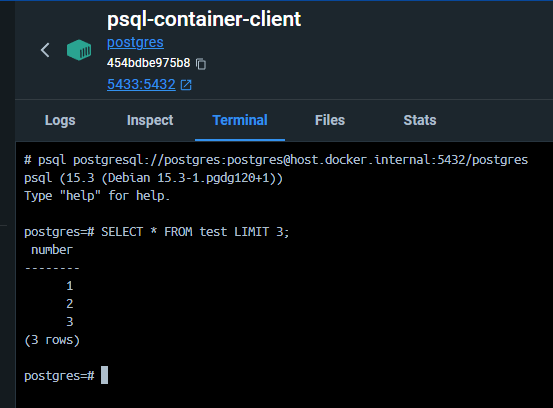 psql-container-client
postgres
454bdbe975b8
5433:5432
Logs Inspect Terminal Files Stats
# psql postgresql://postgres:postgres@host.docker.internal:5432/postgres
psql (15.3 (Debian 15.3-1.pgdg120+1))
Type "help" for help.
postgres=# SELECT * FROM test LIMIT 3;
number
--------
1
2
3
(3 rows)
postgres=#